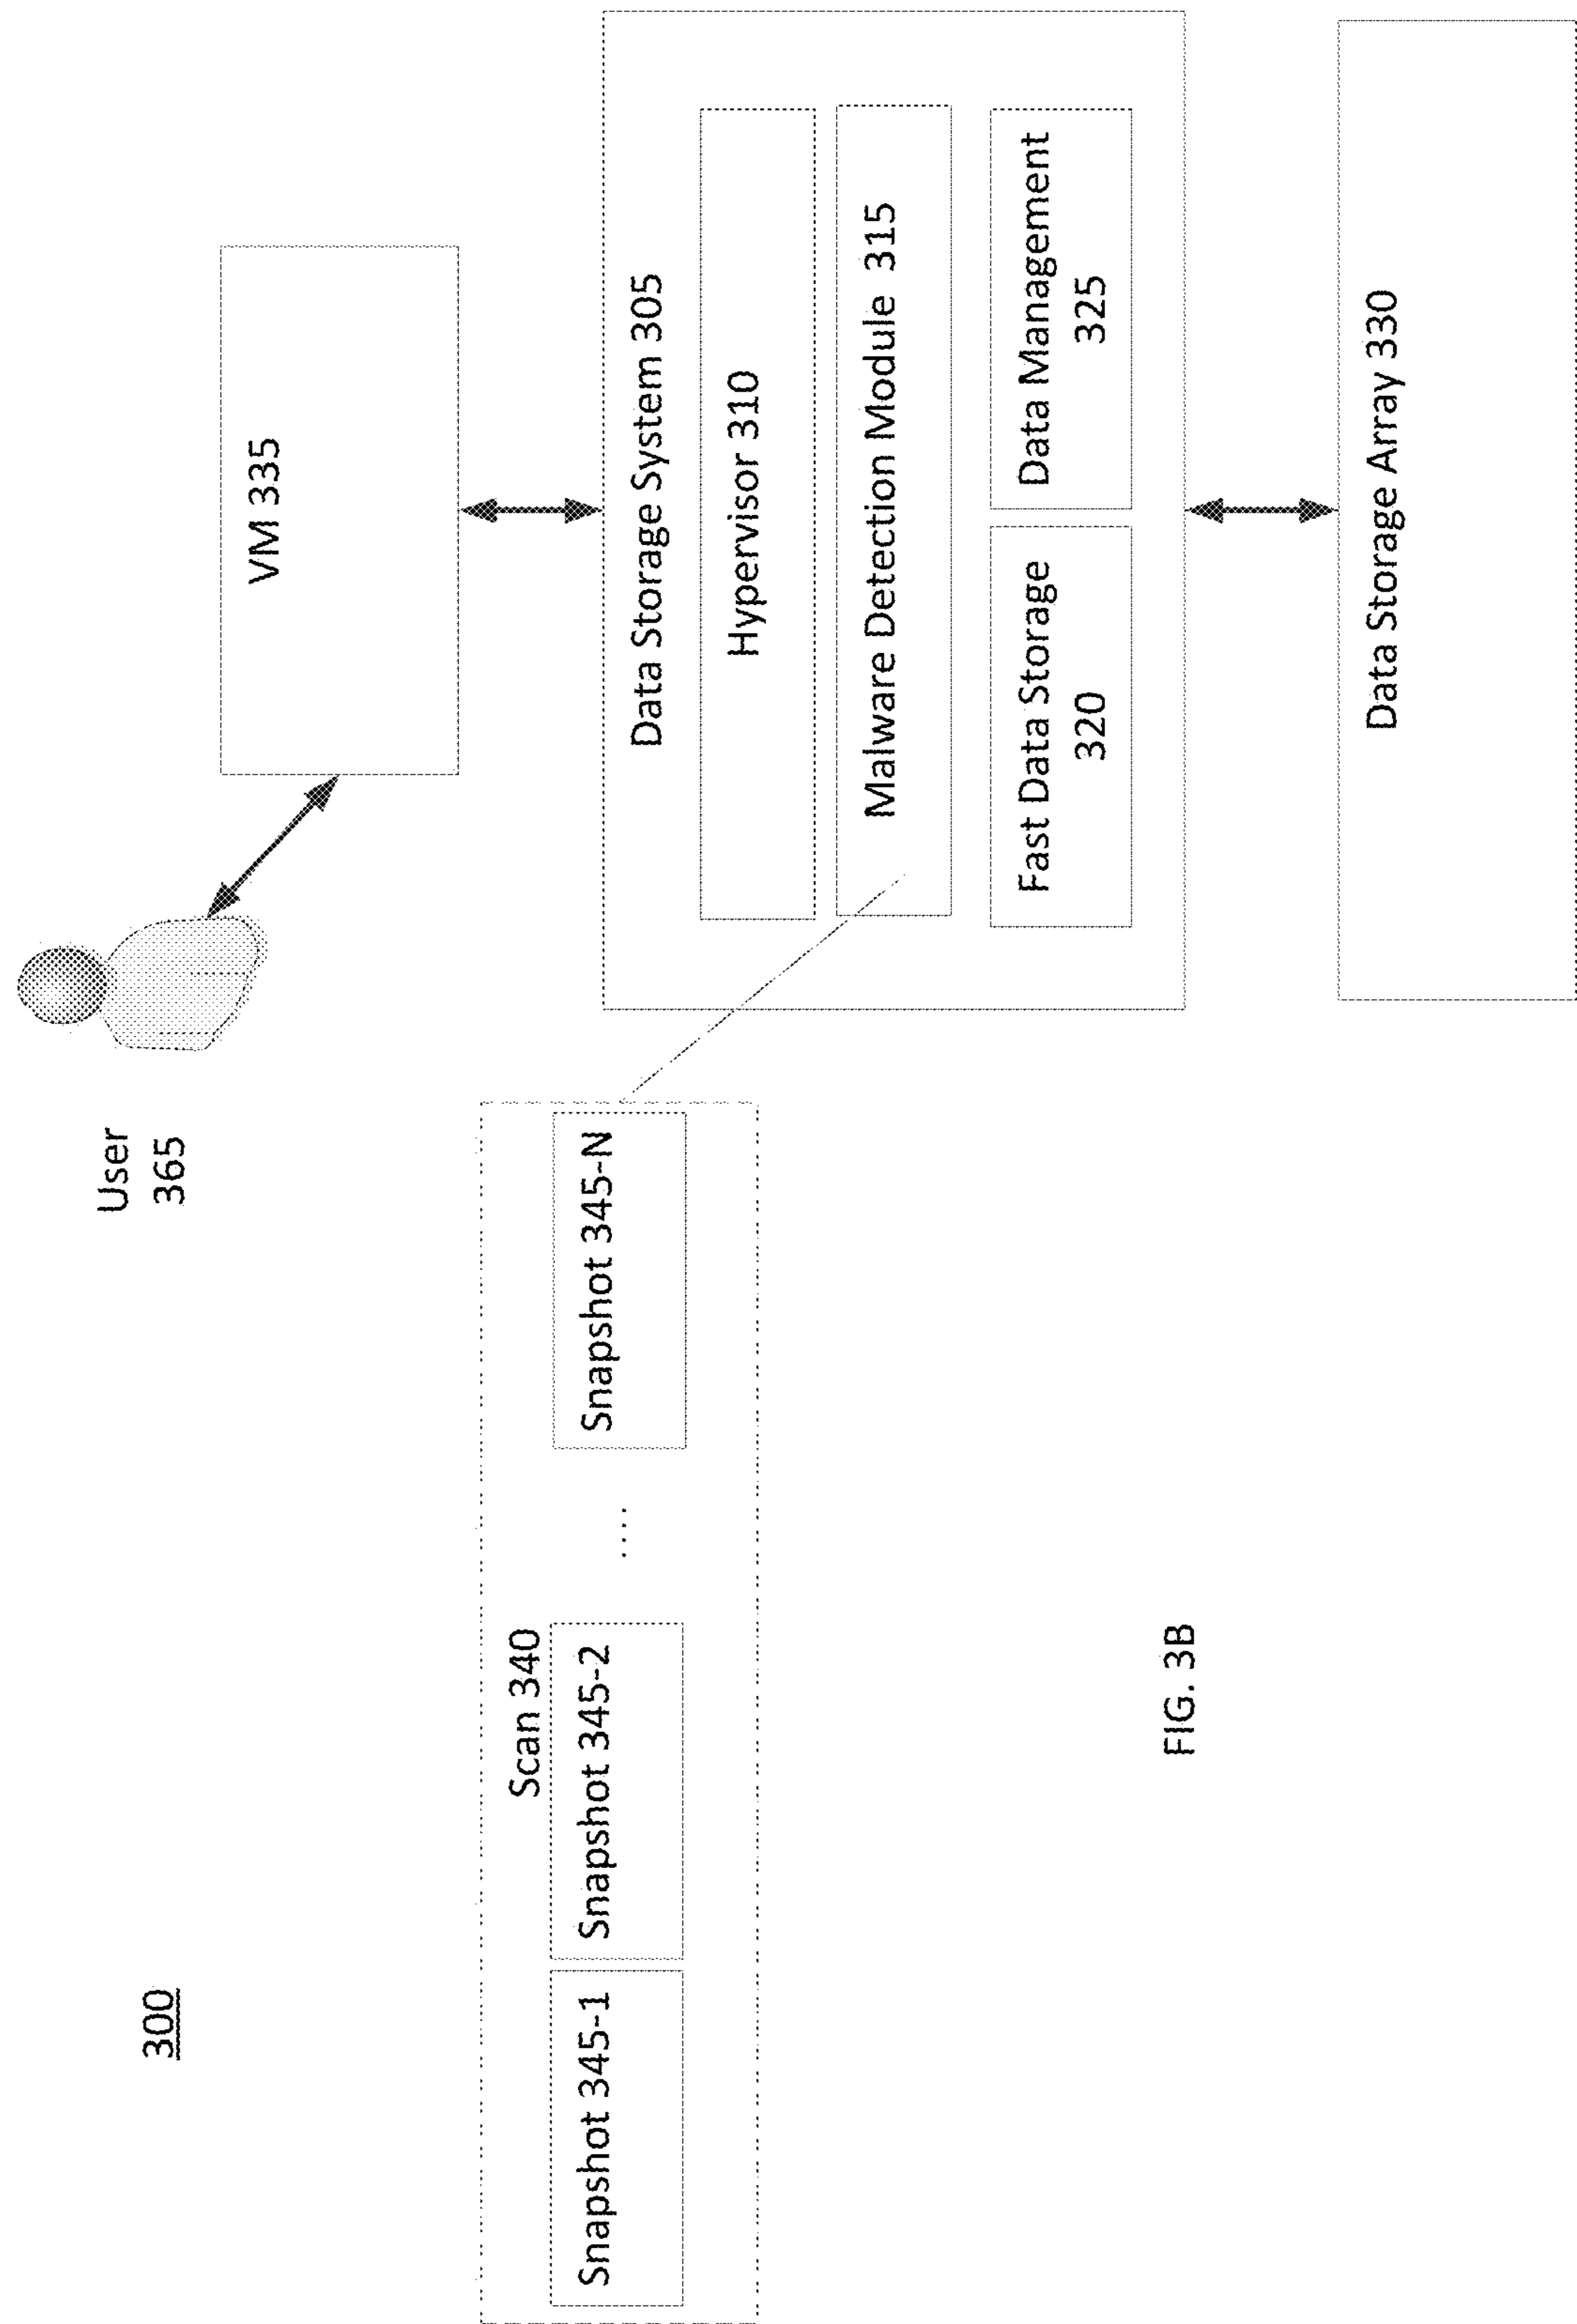 300
User
365
VM 335
Scan 340
Snapshot 345-1
Snapshot 345-2
....
Snapshot 345-N
Data Storage System 305
Hypervisor 310
Malware Detection Module 315
Fast Data Storage
320
Data Management
325
Data Storage Array 330
FIG. 3B